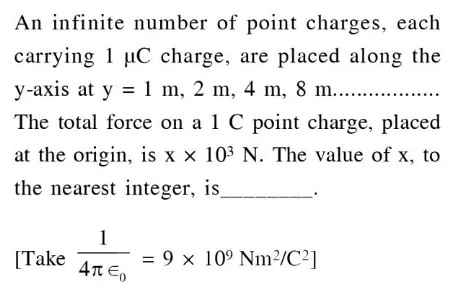 An infinite number of point charges, each
carrying 1 μC charge, are placed along the
y-axis at y = 1 m, 2 m, 4 m, 8 m...................
The total force on a 1 C point charge, placed
at the origin, is x × 10³ N. The value of x, to
the nearest integer, is_________.
[Take 1/4π∈₀ = 9 × 10⁹ Nm²/C²]